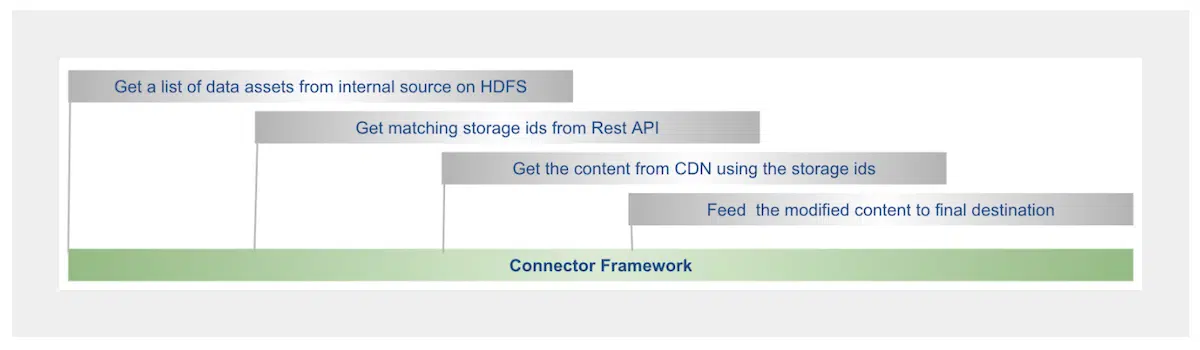 Get a list of data assets from internal source on HDFS
Get matching storage ids from Rest API
Get the content from CDN using the storage ids
Feed  the modified content to final destination
Connector Framework